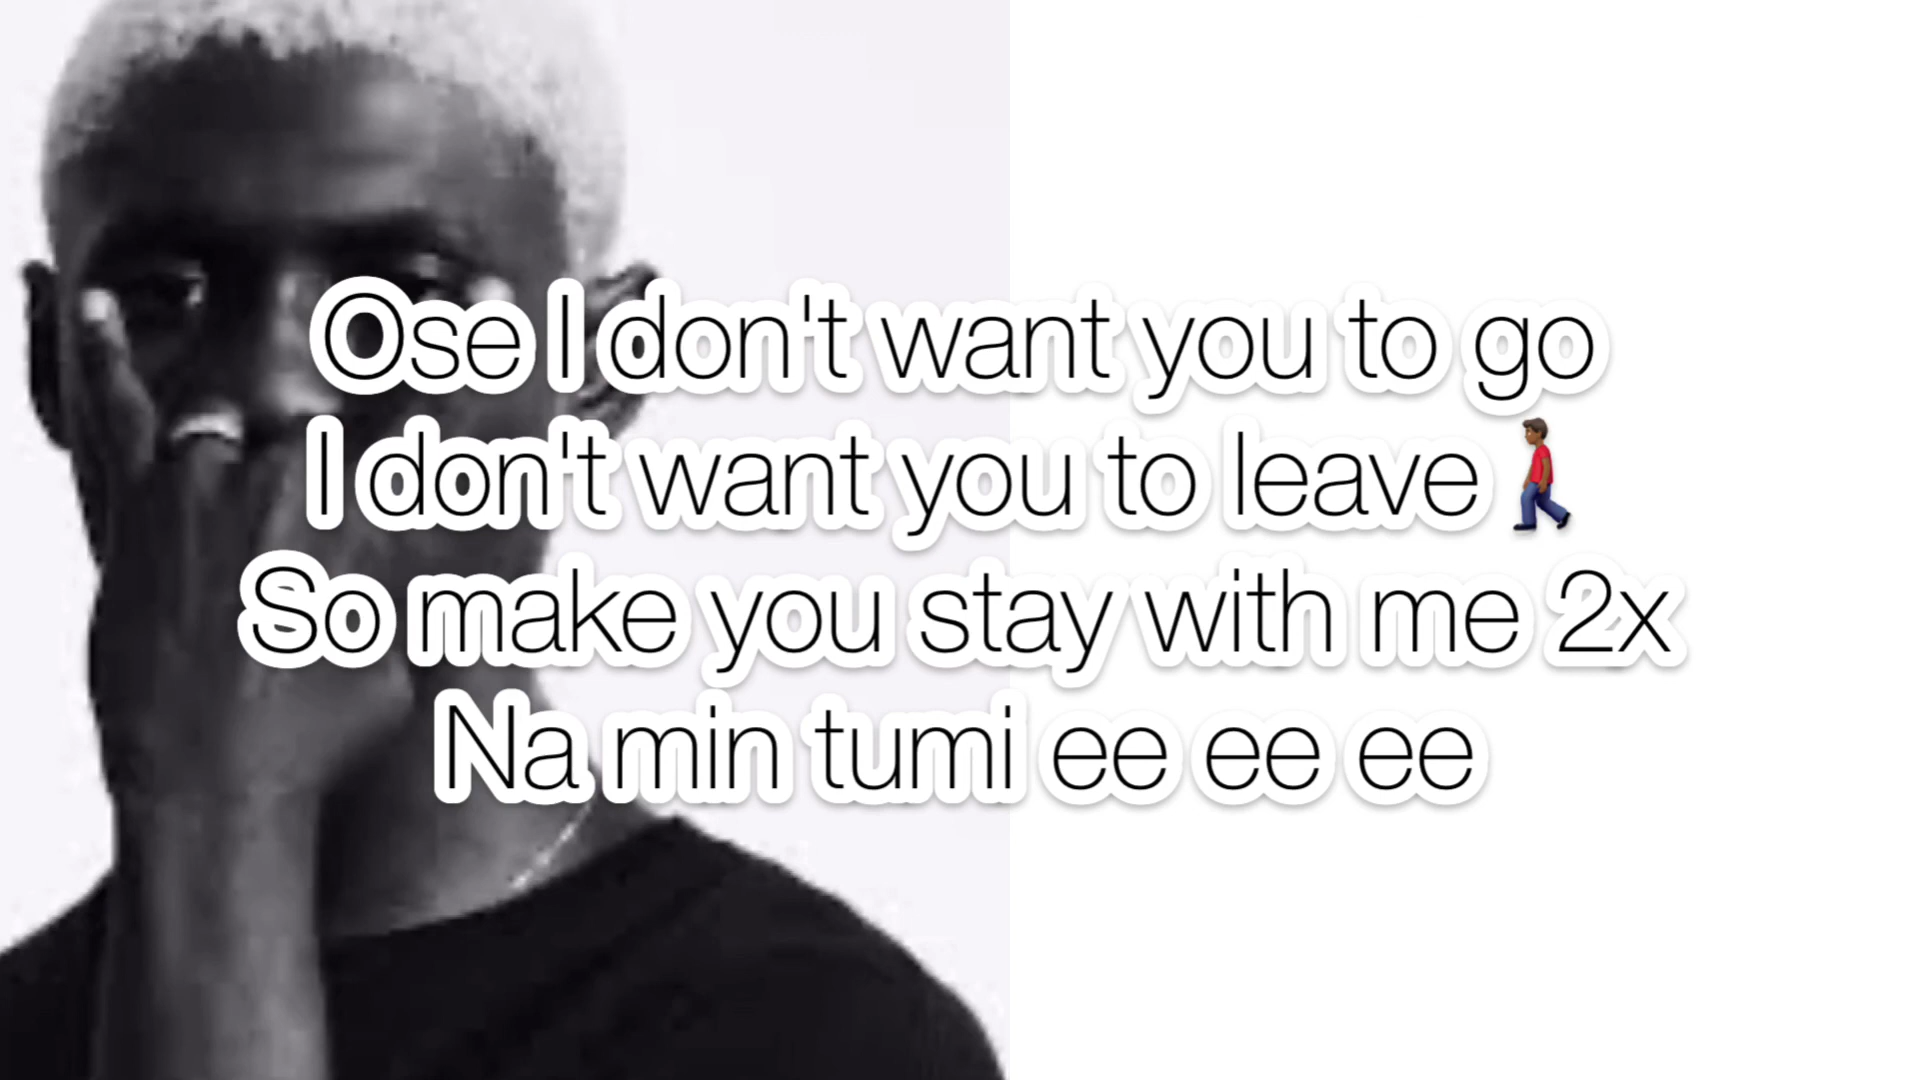 Ose I don't want you to go
I don't want you to leave🚶🏾
So make you stay with me 2x
Na min tumi ee ee ee